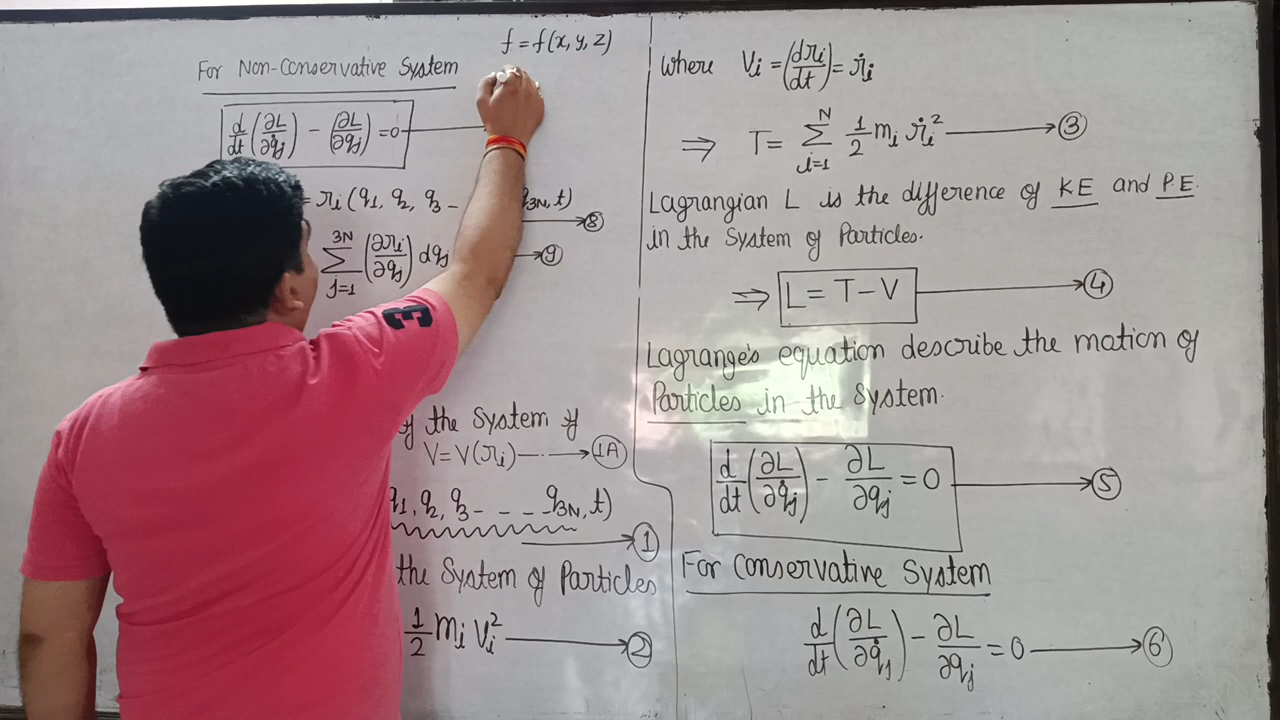 f = f(x, y, z)
For Non-Conservative System
d/dt (∂L/∂q̇j) − (∂L/∂qj) = 0
= ri (q1, q2, q3 – q3N, t)
→ ⑧
3N ∑ j=1 (∂ri/∂qj) dqj → ⑨
E
of the System of
V = V(ri) → 1A
q1, q2, q3 - - - - q3N, t)
→ ①
the System of Particles
1/2 mi Vi² → ②
where Vi = (dri/dt) = ṙi
⇒ T = N ∑ i=1 1/2 mi ṙi² → ③
Lagrangian L is the difference of KE and P.E.
in the System of Particles.
⇒ L = T − V → ④
Lagrange's equation describe the mation of
Particles in the System.
d/dt (∂L/∂q̇j) − ∂L/∂qj = 0 → ⑤
For Conservative System
d/dt (∂L/∂q̇j) − ∂L/∂qj = 0 → ⑥